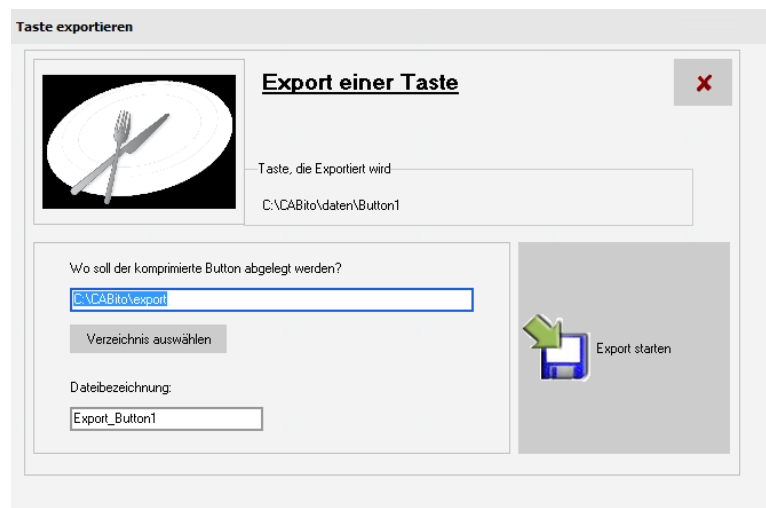 Taste exportieren
Export einer Taste
Taste, die Exportiert wird
C:\CABito\daten\Button1
Wo soll der komprimierte Button abgelegt werden?
C:\CABito\export
Verzeichnis auswählen
Export starten
Dateibezeichnung:
Export_Button1